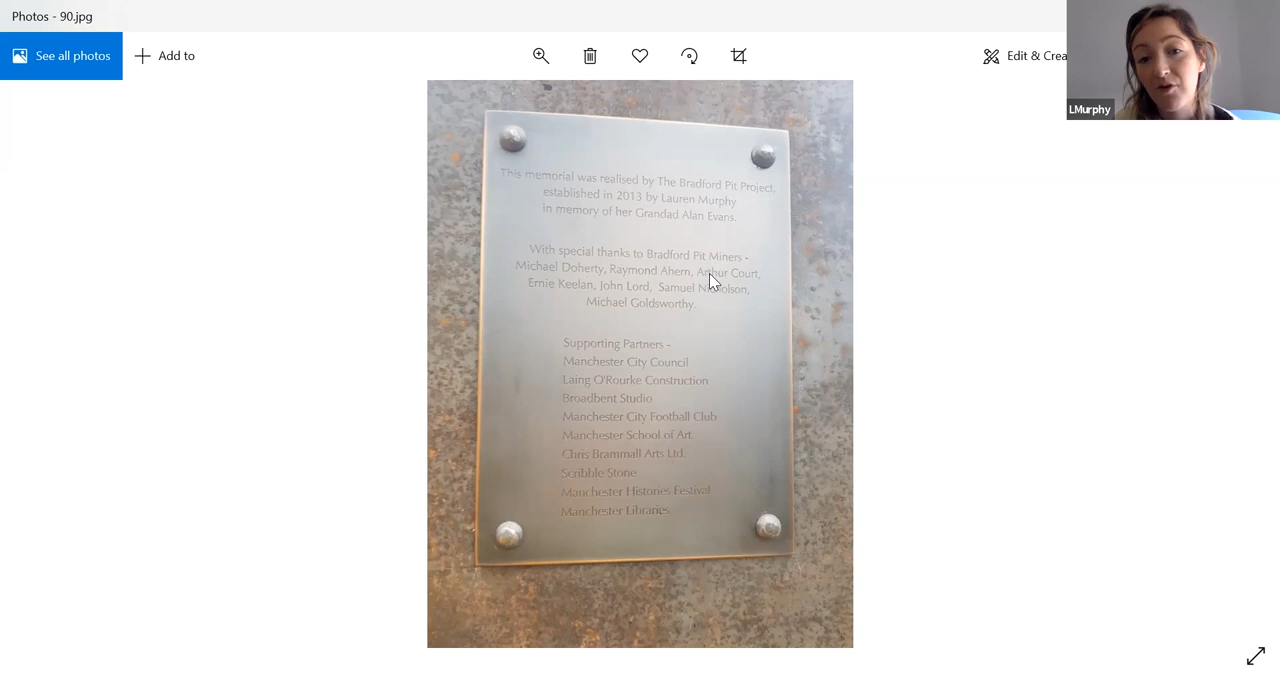 Photos - 90.jpg
See all photos
Add to
Edit & Crea
LMurphy
This memorial was realised by The Bradford Pit Project,
established in 2013 by Lauren Murphy
in memory of her Grandad Alan Evans.
With special thanks to Bradford Pit Miners -
Michael Doherty, Raymond Ahern, Arthur Court,
Ernie Keelan, John Lord, Samuel Nicholson,
Michael Goldsworthy.
Supporting Partners -
Manchester City Council
Laing O'Rourke Construction
Broadbent Studio
Manchester City Football Club
Manchester School of Art
Chris Brammall Arts Ltd.
Scribble Stone
Manchester Histories Festival
Manchester Libraries